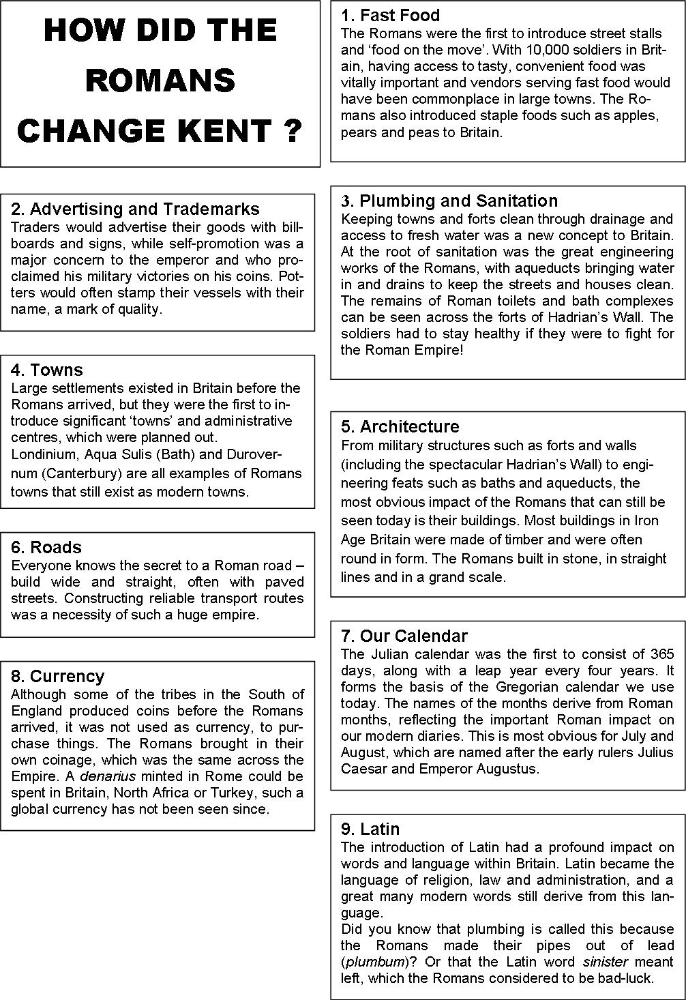 HOW DID THE
ROMANS
CHANGE KENT ?
1. Fast Food
The Romans were the first to introduce street stalls
and ‘food on the move’. With 10,000 soldiers in Brit-
ain, having access to tasty, convenient food was
vitally important and vendors serving fast food would
have been commonplace in large towns. The Ro-
mans also introduced staple foods such as apples,
pears and peas to Britain.
2. Advertising and Trademarks
Traders would advertise their goods with bill-
boards and signs, while self-promotion was a
major concern to the emperor and who pro-
claimed his military victories on his coins. Pot-
ters would often stamp their vessels with their
name, a mark of quality.
3. Plumbing and Sanitation
Keeping towns and forts clean through drainage and
access to fresh water was a new concept to Britain.
At the root of sanitation was the great engineering
works of the Romans, with aqueducts bringing water
in and drains to keep the streets and houses clean.
The remains of Roman toilets and bath complexes
can be seen across the forts of Hadrian’s Wall. The
soldiers had to stay healthy if they were to fight for
the Roman Empire!
4. Towns
Large settlements existed in Britain before the
Romans arrived, but they were the first to in-
troduce significant ‘towns’ and administrative
centres, which were planned out.
Londinium, Aqua Sulis (Bath) and Durover-
num (Canterbury) are all examples of Romans
towns that still exist as modern towns.
5. Architecture
From military structures such as forts and walls
(including the spectacular Hadrian’s Wall) to engi-
neering feats such as baths and aqueducts, the
most obvious impact of the Romans that can still be
seen today is their buildings. Most buildings in Iron
Age Britain were made of timber and were often
round in form. The Romans built in stone, in straight
lines and in a grand scale.
6. Roads
Everyone knows the secret to a Roman road –
build wide and straight, often with paved
streets. Constructing reliable transport routes
was a necessity of such a huge empire.
7. Our Calendar
The Julian calendar was the first to consist of 365
days, along with a leap year every four years. It
forms the basis of the Gregorian calendar we use
today. The names of the months derive from Roman
months, reflecting the important Roman impact on
our modern diaries. This is most obvious for July and
August, which are named after the early rulers Julius
Caesar and Emperor Augustus.
8. Currency
Although some of the tribes in the South of
England produced coins before the Romans
arrived, it was not used as currency, to pur-
chase things. The Romans brought in their
own coinage, which was the same across the
Empire. A denarius minted in Rome could be
spent in Britain, North Africa or Turkey, such a
global currency has not been seen since.
9. Latin
The introduction of Latin had a profound impact on
words and language within Britain. Latin became the
language of religion, law and administration, and a
great many modern words still derive from this lan-
guage.
Did you know that plumbing is called this because
the Romans made their pipes out of lead
(plumbum)? Or that the Latin word sinister meant
left, which the Romans considered to be bad-luck.